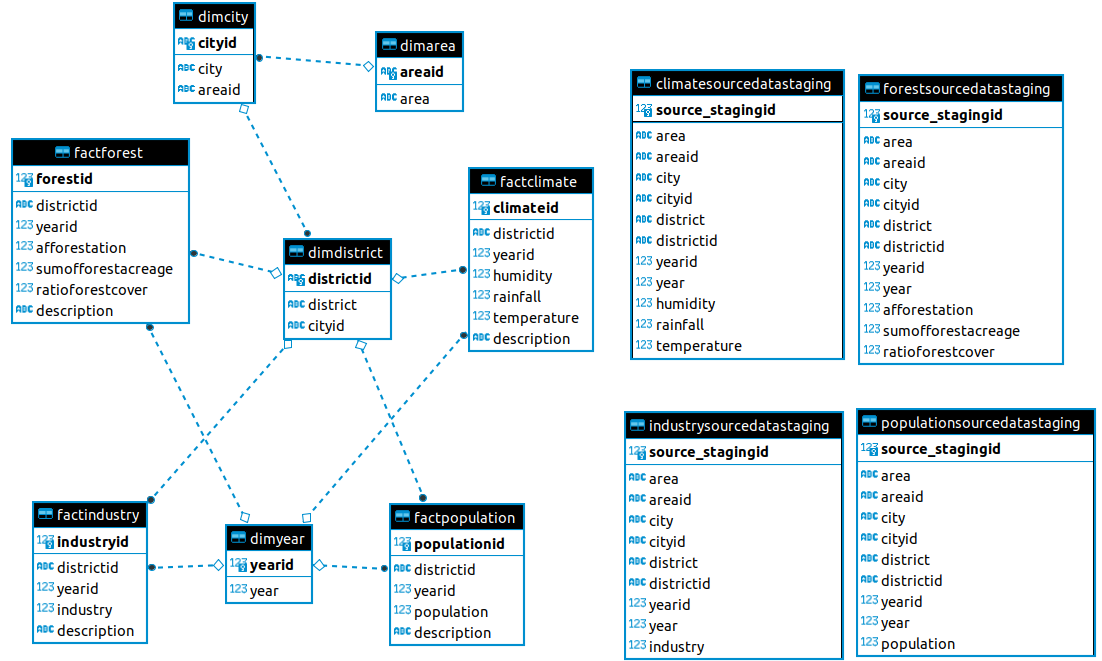 dimcity
cityid
city
areaid
dimarea
areaid
area
factforest
forestid
districtid
yearid
afforestation
sumofforestacreage
ratioforestcover
description
dimdistrict
districtid
district
cityid
factclimate
climateid
districtid
yearid
humidity
rainfall
temperature
description
factindustry
industryid
districtid
yearid
industry
description
dimyear
yearid
year
factpopulation
populationid
districtid
yearid
population
description
climatesourcedatastaging
source_stagingid
area
areaid
city
cityid
district
districtid
yearid
year
humidity
rainfall
temperature
forestsourcedatastaging
source_stagingid
area
areaid
city
cityid
district
districtid
yearid
year
afforestation
sumofforestacreage
ratioforestcover
industrysourcedatastaging
source_stagingid
area
areaid
city
cityid
district
districtid
yearid
year
industry
populationsourcedatastaging
source_stagingid
area
areaid
city
cityid
district
districtid
yearid
year
population